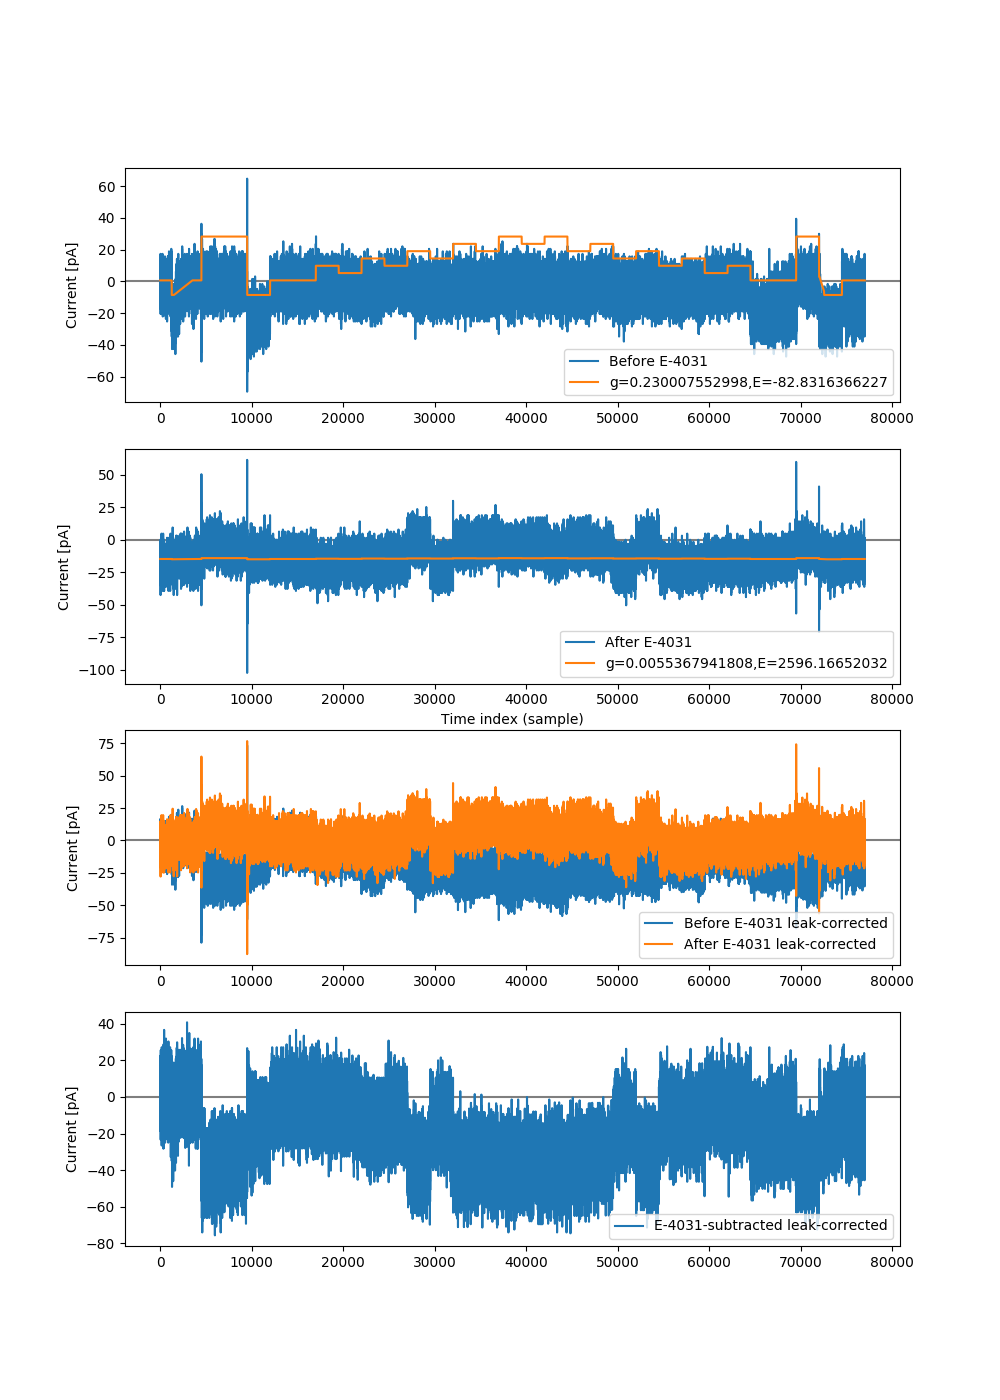 60
40
20
0
−20
−40
−60
Current [pA]
Before E-4031
g=0.230007552998,E=-82.8316366227
0 10000 20000 30000 40000 50000 60000 70000 80000
50
25
0
−25
−50
−75
−100
Current [pA]
After E-4031
g=0.0055367941808,E=2596.16652032
0 10000 20000 30000 40000 50000 60000 70000 80000
Time index (sample)
75
50
25
0
−25
−50
−75
Current [pA]
Before E-4031 leak-corrected
After E-4031 leak-corrected
0 10000 20000 30000 40000 50000 60000 70000 80000
40
20
0
−20
−40
−60
−80
Current [pA]
E-4031-subtracted leak-corrected
0 10000 20000 30000 40000 50000 60000 70000 80000